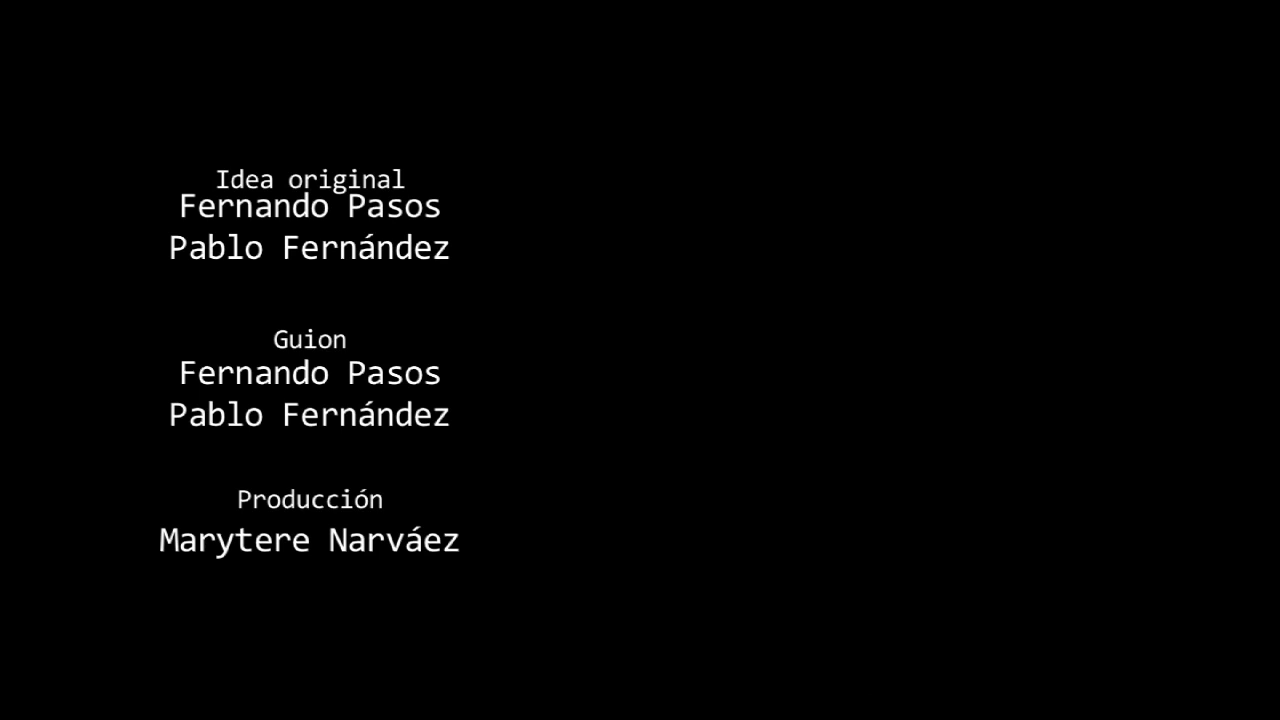 Idea original
Fernando Pasos
Pablo Fernández
Guion
Fernando Pasos
Pablo Fernández
Producción
Marytere Narváez